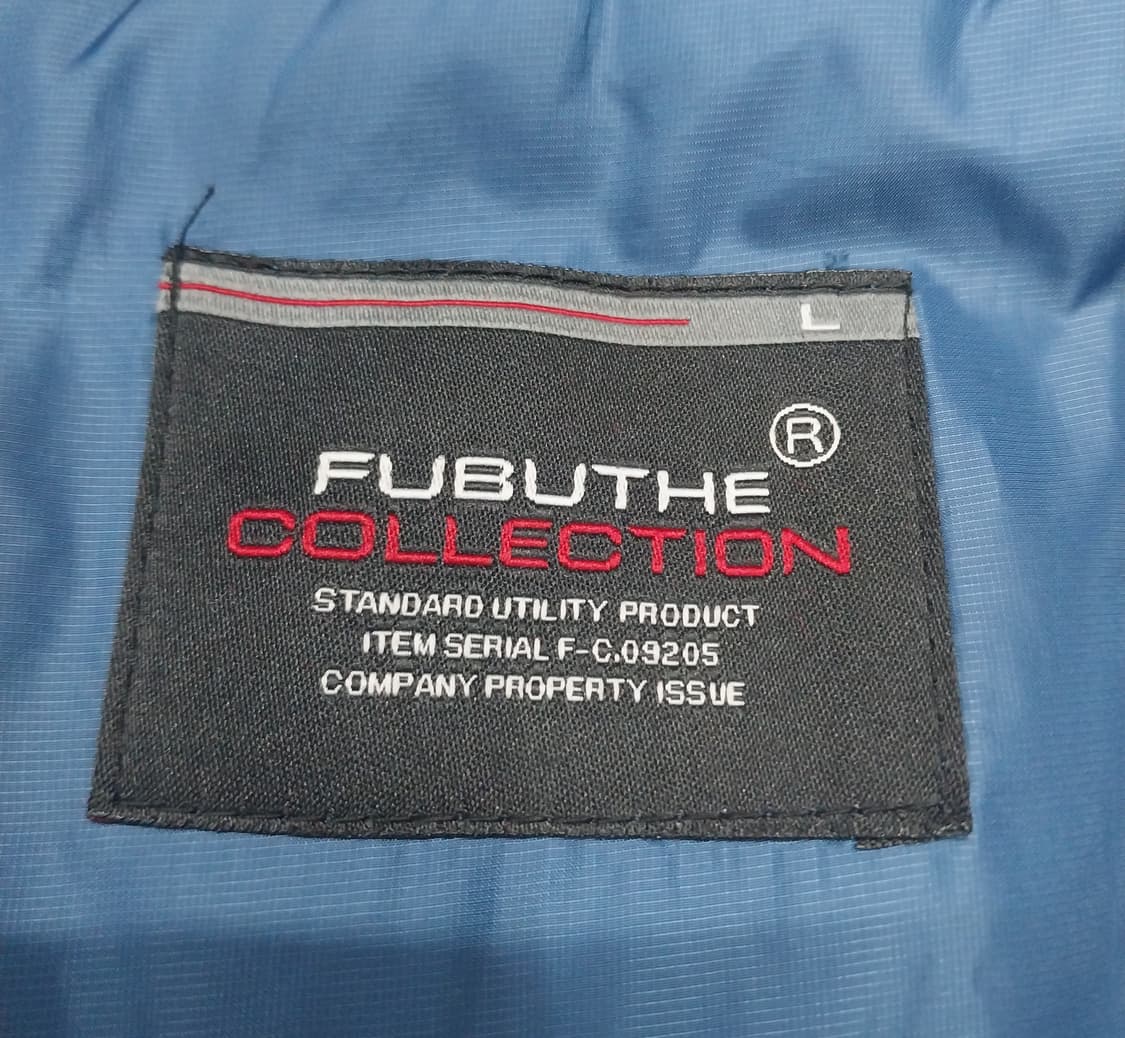 L
®
FUBUTHE
COLLECTION
STANDARD UTILITY PRODUCT
ITEM SERIAL F-C.09205
COMPANY PROPERTY ISSUE